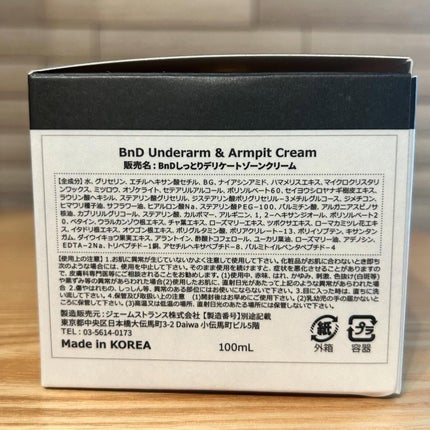 BnD Underarm & Armpit Cream
販売名：BnDしっとりデリケートゾーンクリーム
【全成分】水、グリセリン、エチルヘキサン酸セチル、BG、ナイアシンアミド、ハマメリスエキス、マイクロクリスタリ
ンワックス、ミツロウ、オゾケライト、セテアリルアルコール、ポリソルベート60、セイヨウシロヤナギ樹皮エキス、
ラウリン酸ヘキシル、ステアリン酸グリセリル、ジステアリン酸ポリグリセリル-3メチルグルコース、ジメチコン、
ヒマワリ種子油、サフラワー油、ヒアルロン酸Na、ステアリン酸PEG-100、パルミチン酸、アルガニアスピノサ
核油、カプリリルグリコール、ステアリン酸、カルボマー、アルギニン、1,2-ヘキサンジオール、ポリソルベート20
、ベタイン、ウラルカンゾウ根エキス、チャ葉エキス、ローズマリー葉エキス、ツボクサエキス、ローマカミツレ花エキ
ス、イタドリ根エキス、オウゴン根エキス、ミリスチン酸、ポリグルタミン酸、ポリアクリレート-13、ポリイソブテン、キサンタン
ガム、ダイウイキョウ果実エキス、アラントイン、酢酸トコフェロール、ユーカリ葉油、ローズマリー油、アデノシン、
EDTA-2Na、トリペプチド-1銅、アセチルヘキサペプチド-8、パルミトイルペンタペプチド-4
【使用上の注意】1.お肌に異常が生じていないかよく注意して使用して下さい。化粧品がお肌に合わないとき即ち
次のような場合には、使用を中止して下さい。そのまま使用を続けますと、症状を悪化させることがありますの
で、皮膚科専門医等にご相談されることをおすすめします。(1)使用中、赤味、はれ、かゆみ、刺激、色抜け(白斑等)
や黒ずみ等の異常があらわれた場合 (2)使用したお肌に、直射日光があたって上記のような異常があらわれた場
合 2.傷やはれもの、しっしん等、異常のある部位にはお使いにならないで下さい。3.目に入ったときは、直ちに洗
い流して下さい。4.保管及び取扱い上の注意 (1)開封後はお早めにご使用下さい。(2)乳幼児の手の届かないと
ころに保管して下さい。(3)高温又は低温の場所、直射日光のあたる場所には保管しないで下さい。
製造販売元：ジェームストランス株式会社 【製造番号】別途記載
東京都中央区日本橋大伝馬町3-2 Daiwa 小伝馬町ビル5階
TEL：03-5614-0173
Made in KOREA
100mL
紙
外箱
プラ
容器